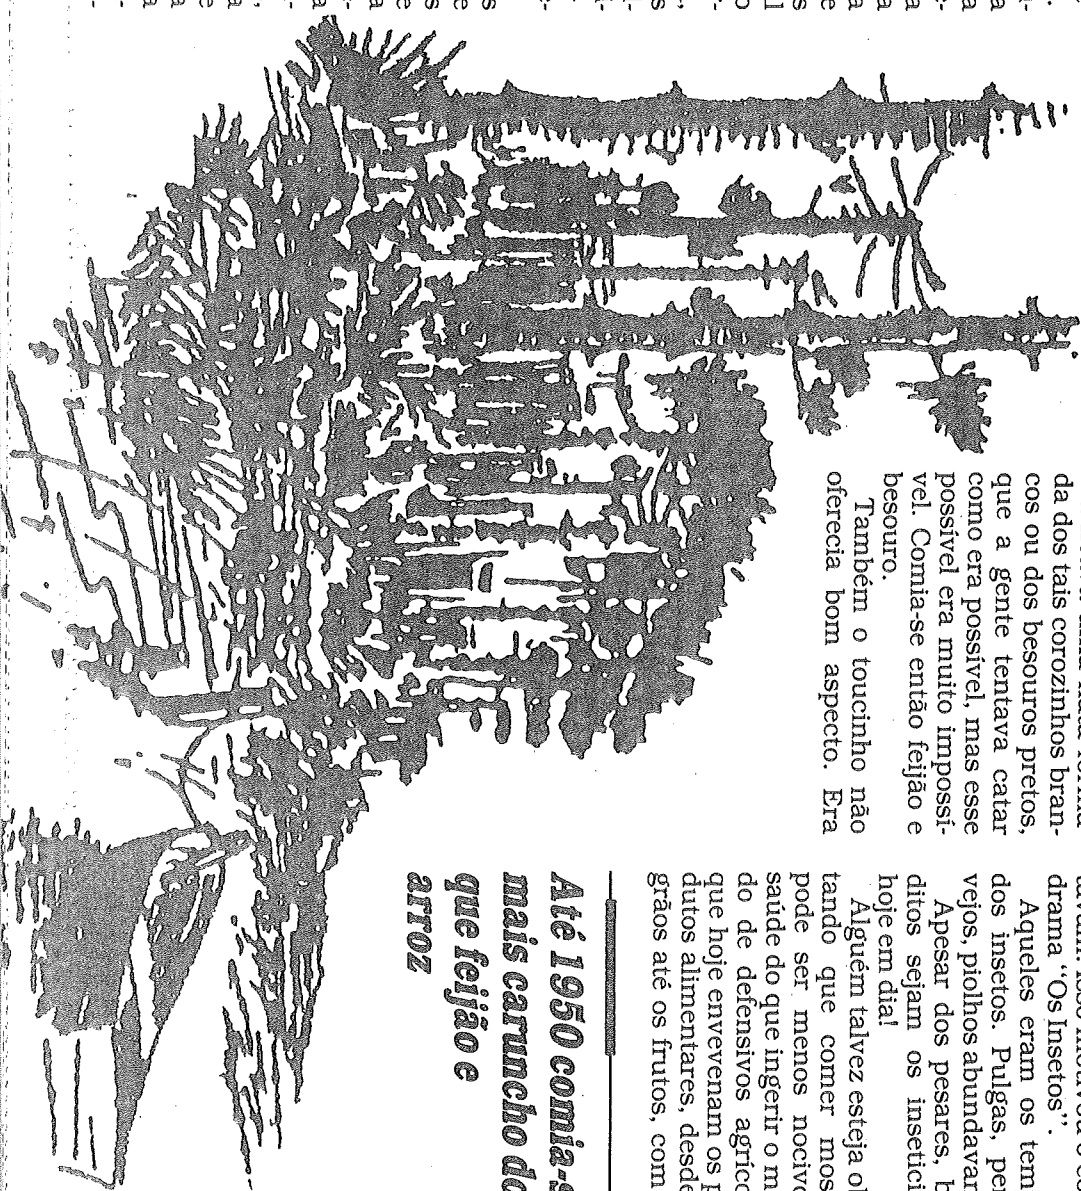 da dos tais corozinhos bran-
cos ou dos besouros pretos,
que a gente tentava catar
como era possível, mas esse
possível era muito impossí-
vel. Comia-se então feijão e
besouro.
Também o toucinho não
oferecia bom aspecto. Era
drama "Os Insetos".
Aqueles eram os tem
dos insetos. Pulgas, per
vejos, piolhos abundavar
Apesar dos pesares, b
ditos sejam os insetici
hoje em dia!
Alguém talvez esteja ob
tando que comer mos
pode ser menos nocivo
saúde do que ingerir o m
do de defensivos agríco
que hoje envevenam os p
dutos alimentares, desde
grãos até os frutos, com
Até 1950 comia-s
mais caruncho do
que feijão e
arroz